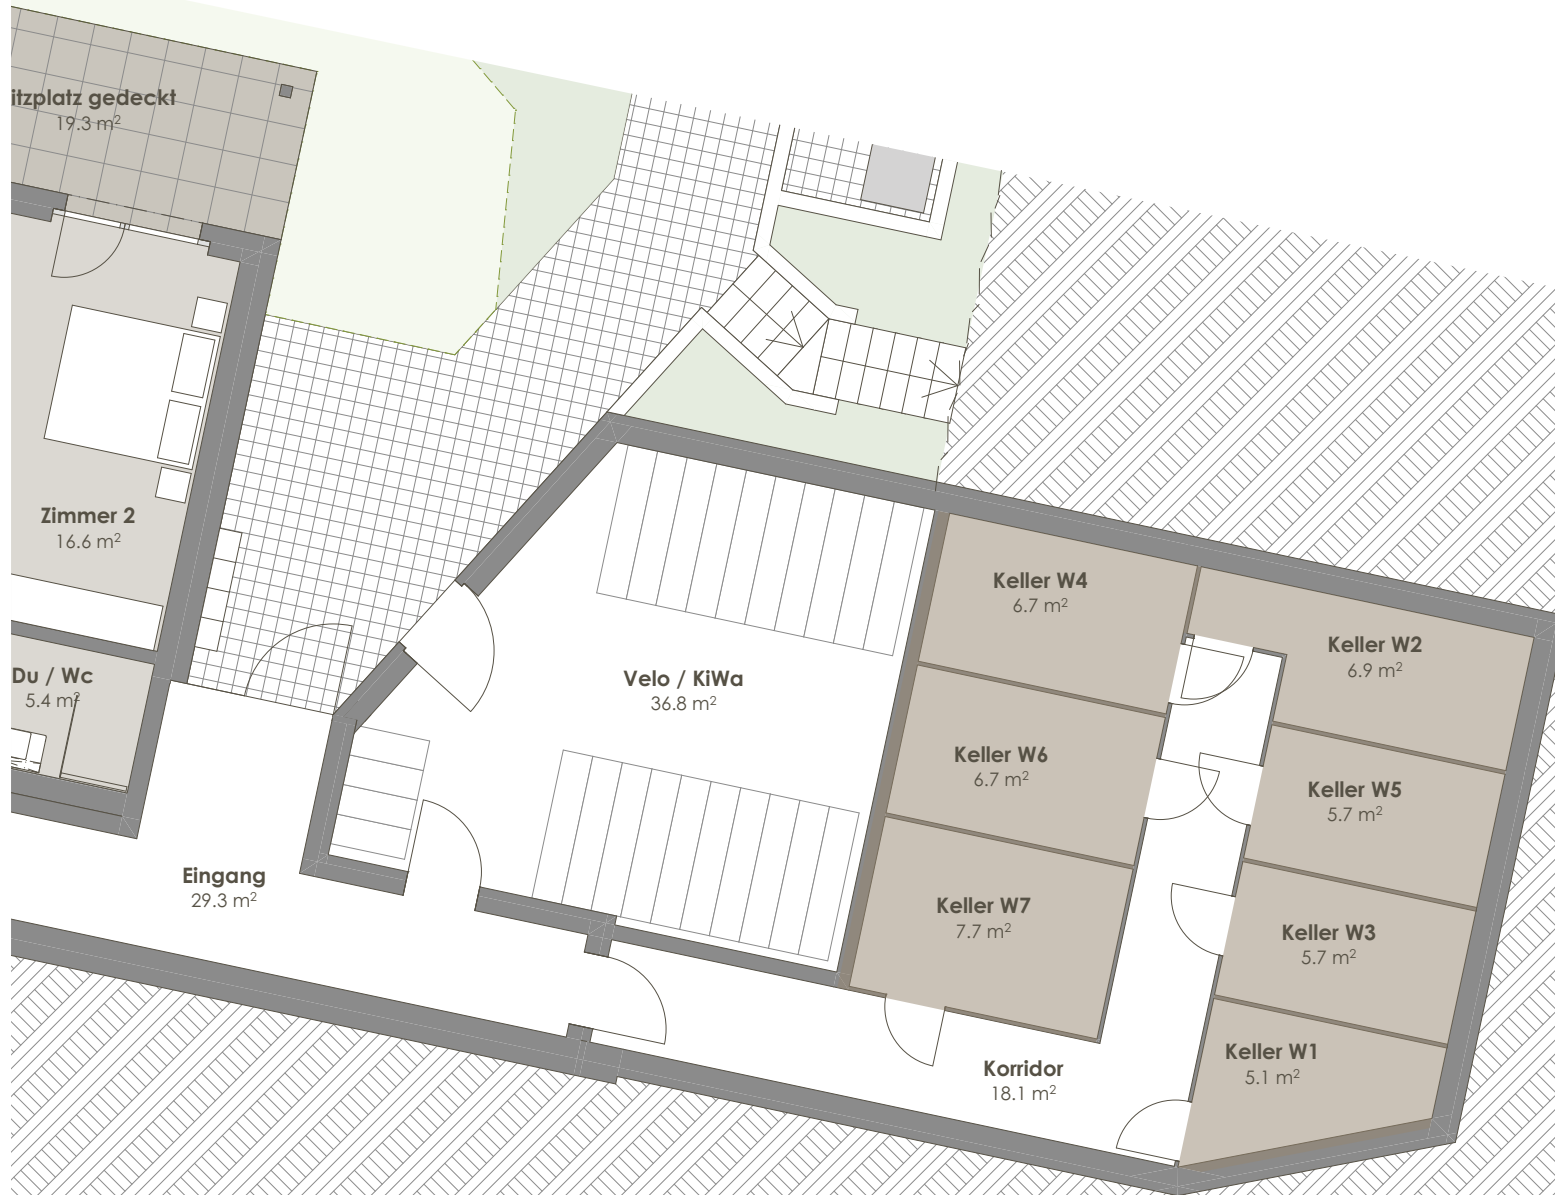 itzplatz gedeckt
19.3 m²
Zimmer 2
16.6 m²
Du / Wc
5.4 m²
Eingang
29.3 m²
Velo / KiWa
36.8 m²
Keller W4
6.7 m²
Keller W2
6.9 m²
Keller W6
6.7 m²
Keller W5
5.7 m²
Keller W7
7.7 m²
Keller W3
5.7 m²
Korridor
18.1 m²
Keller W1
5.1 m²